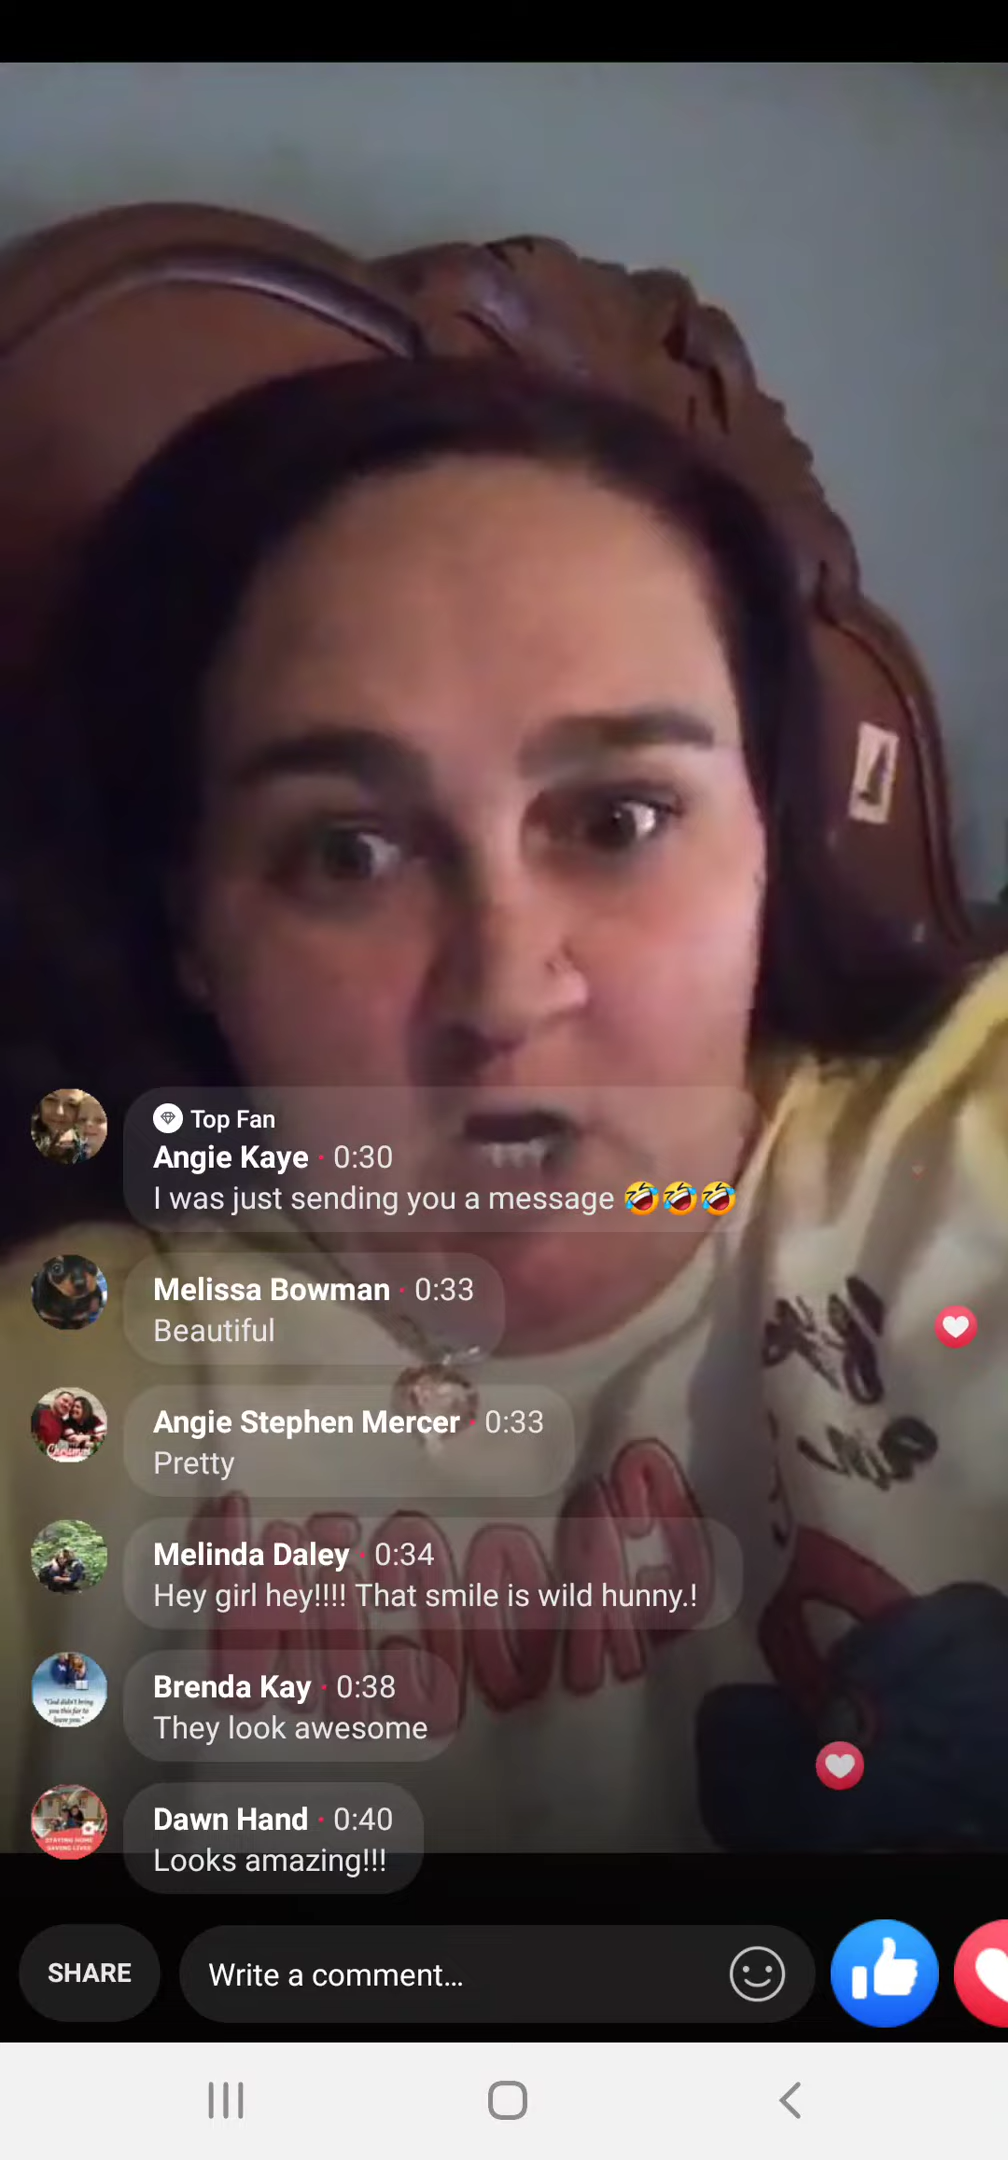 Top Fan
Angie Kaye · 0:30
I was just sending you a message 🤣🤣🤣
Melissa Bowman · 0:33
Beautiful
Angie Stephen Mercer · 0:33
Pretty
Melinda Daley · 0:34
Hey girl hey!!!! That smile is wild hunny.!
Brenda Kay · 0:38
They look awesome
Dawn Hand · 0:40
Looks amazing!!!
SHARE
Write a comment...